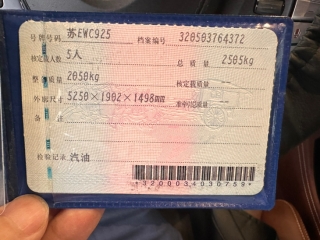 号牌号码 苏EWC925 档案编号 320503764372
核定载人数 5人 总质量 2505kg
整备质量 2050kg 核定载质量 --
外廓尺寸 5250×1902×1498mm 准牵引总质量 --
备注
检验记录 汽油
*3200034030759*